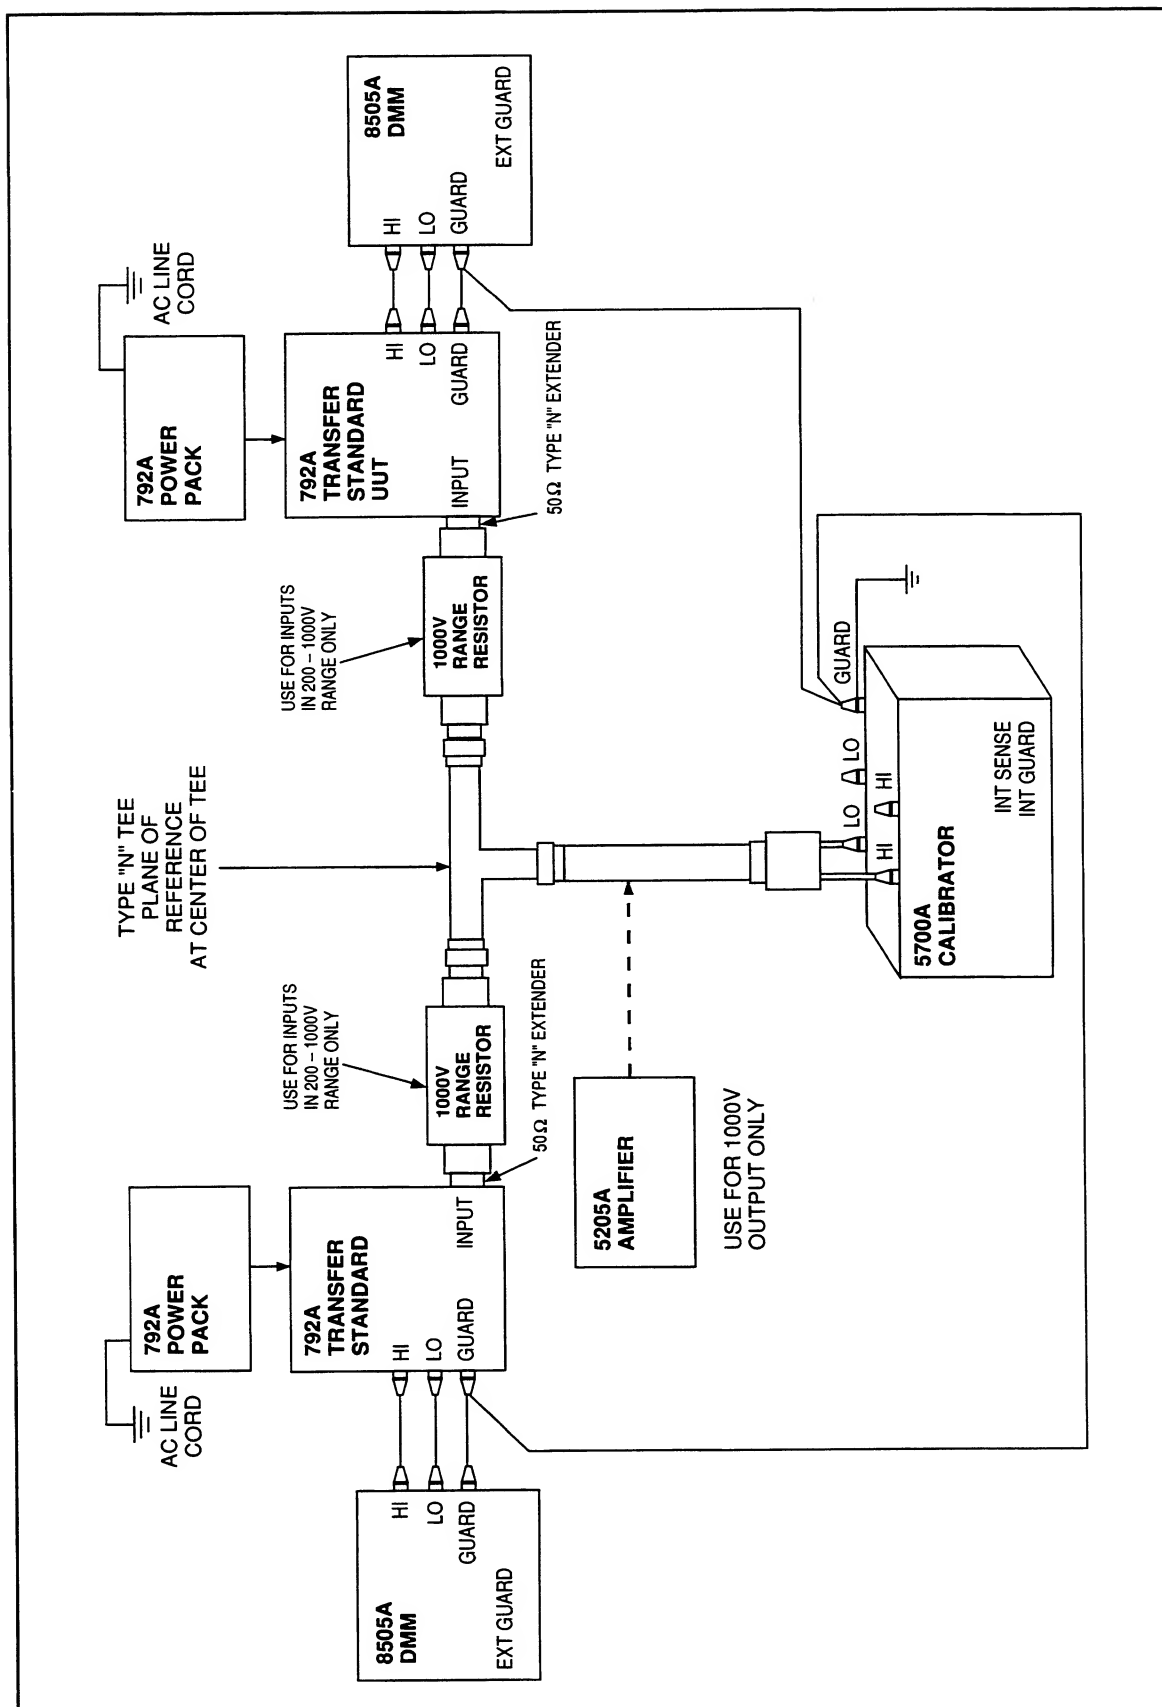 792A
POWER
PACK
AC LINE
CORD
8505A
DMM
EXT GUARD
HI
LO
GUARD
HI
LO
GUARD
792A
TRANSFER
STANDARD
INPUT
50Ω TYPE "N" EXTENDER
USE FOR INPUTS
IN 200 – 1000V
RANGE ONLY
1000V
RANGE
RESISTOR
TYPE "N" TEE
PLANE OF
REFERENCE
AT CENTER OF TEE
USE FOR INPUTS
IN 200 – 1000V
RANGE ONLY
1000V
RANGE
RESISTOR
50Ω TYPE "N" EXTENDER
792A
POWER
PACK
AC LINE
CORD
792A
TRANSFER
STANDARD
UUT
INPUT
HI
LO
GUARD
HI
LO
GUARD
8505A
DMM
EXT GUARD
5205A
AMPLIFIER
USE FOR 1000V
OUTPUT ONLY
HI
LO
HI
LO
GUARD
5700A
CALIBRATOR
INT SENSE
INT GUARD